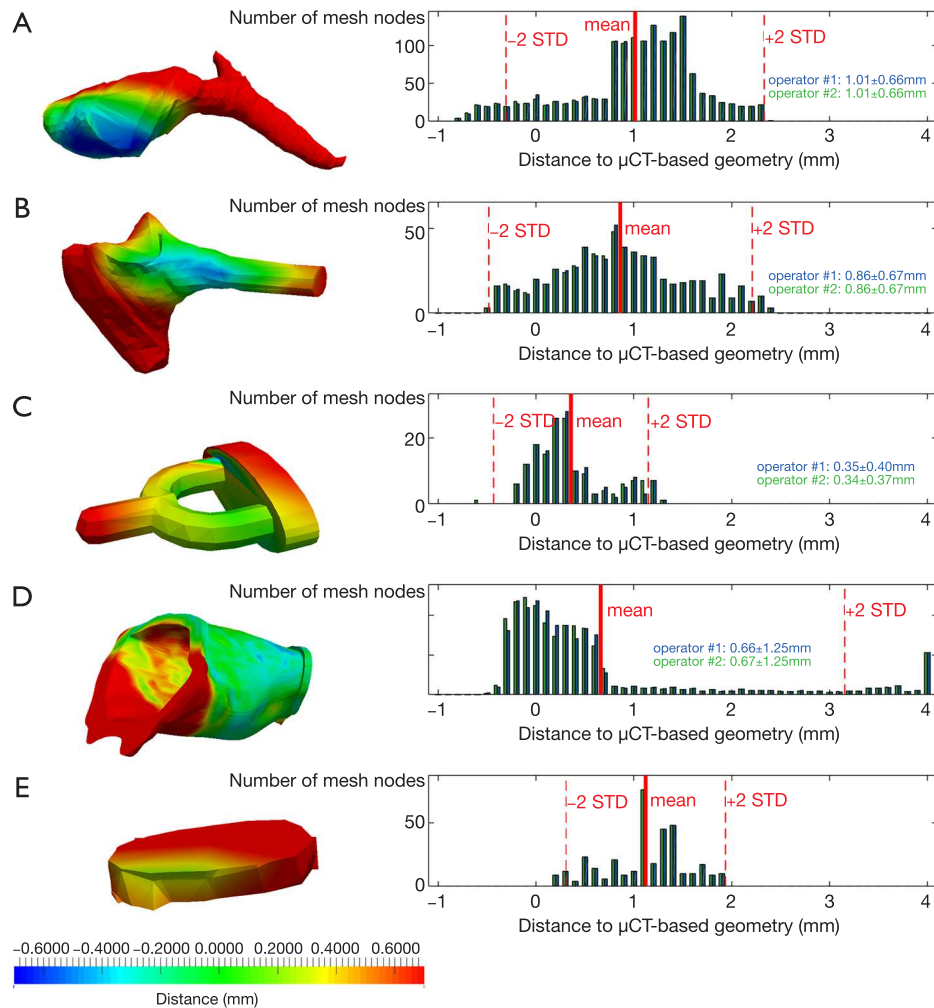 A
Number of mesh nodes
100
50
0
−2 STD
mean
+2 STD
operator #1: 1.01±0.66mm
operator #2: 1.01±0.66mm
−1 0 1 2 3 4
Distance to μCT-based geometry (mm)
B
Number of mesh nodes
50
0
−2 STD
mean
+2 STD
operator #1: 0.86±0.67mm
operator #2: 0.86±0.67mm
−1 0 1 2 3 4
Distance to μCT-based geometry (mm)
C
Number of mesh nodes
20
0
−2 STD
mean
+2 STD
operator #1: 0.35±0.40mm
operator #2: 0.34±0.37mm
−1 0 1 2 3 4
Distance to μCT-based geometry (mm)
D
Number of mesh nodes
mean
+2 STD
operator #1: 0.66±1.25mm
operator #2: 0.67±1.25mm
−1 0 1 2 3 4
Distance to μCT-based geometry (mm)
E
Number of mesh nodes
50
0
−2 STD
mean
+2 STD
−1 0 1 2 3 4
Distance to μCT-based geometry (mm)
−0.6000 −0.4000 −0.2000 0.0000 0.2000 0.4000 0.6000
Distance (mm)